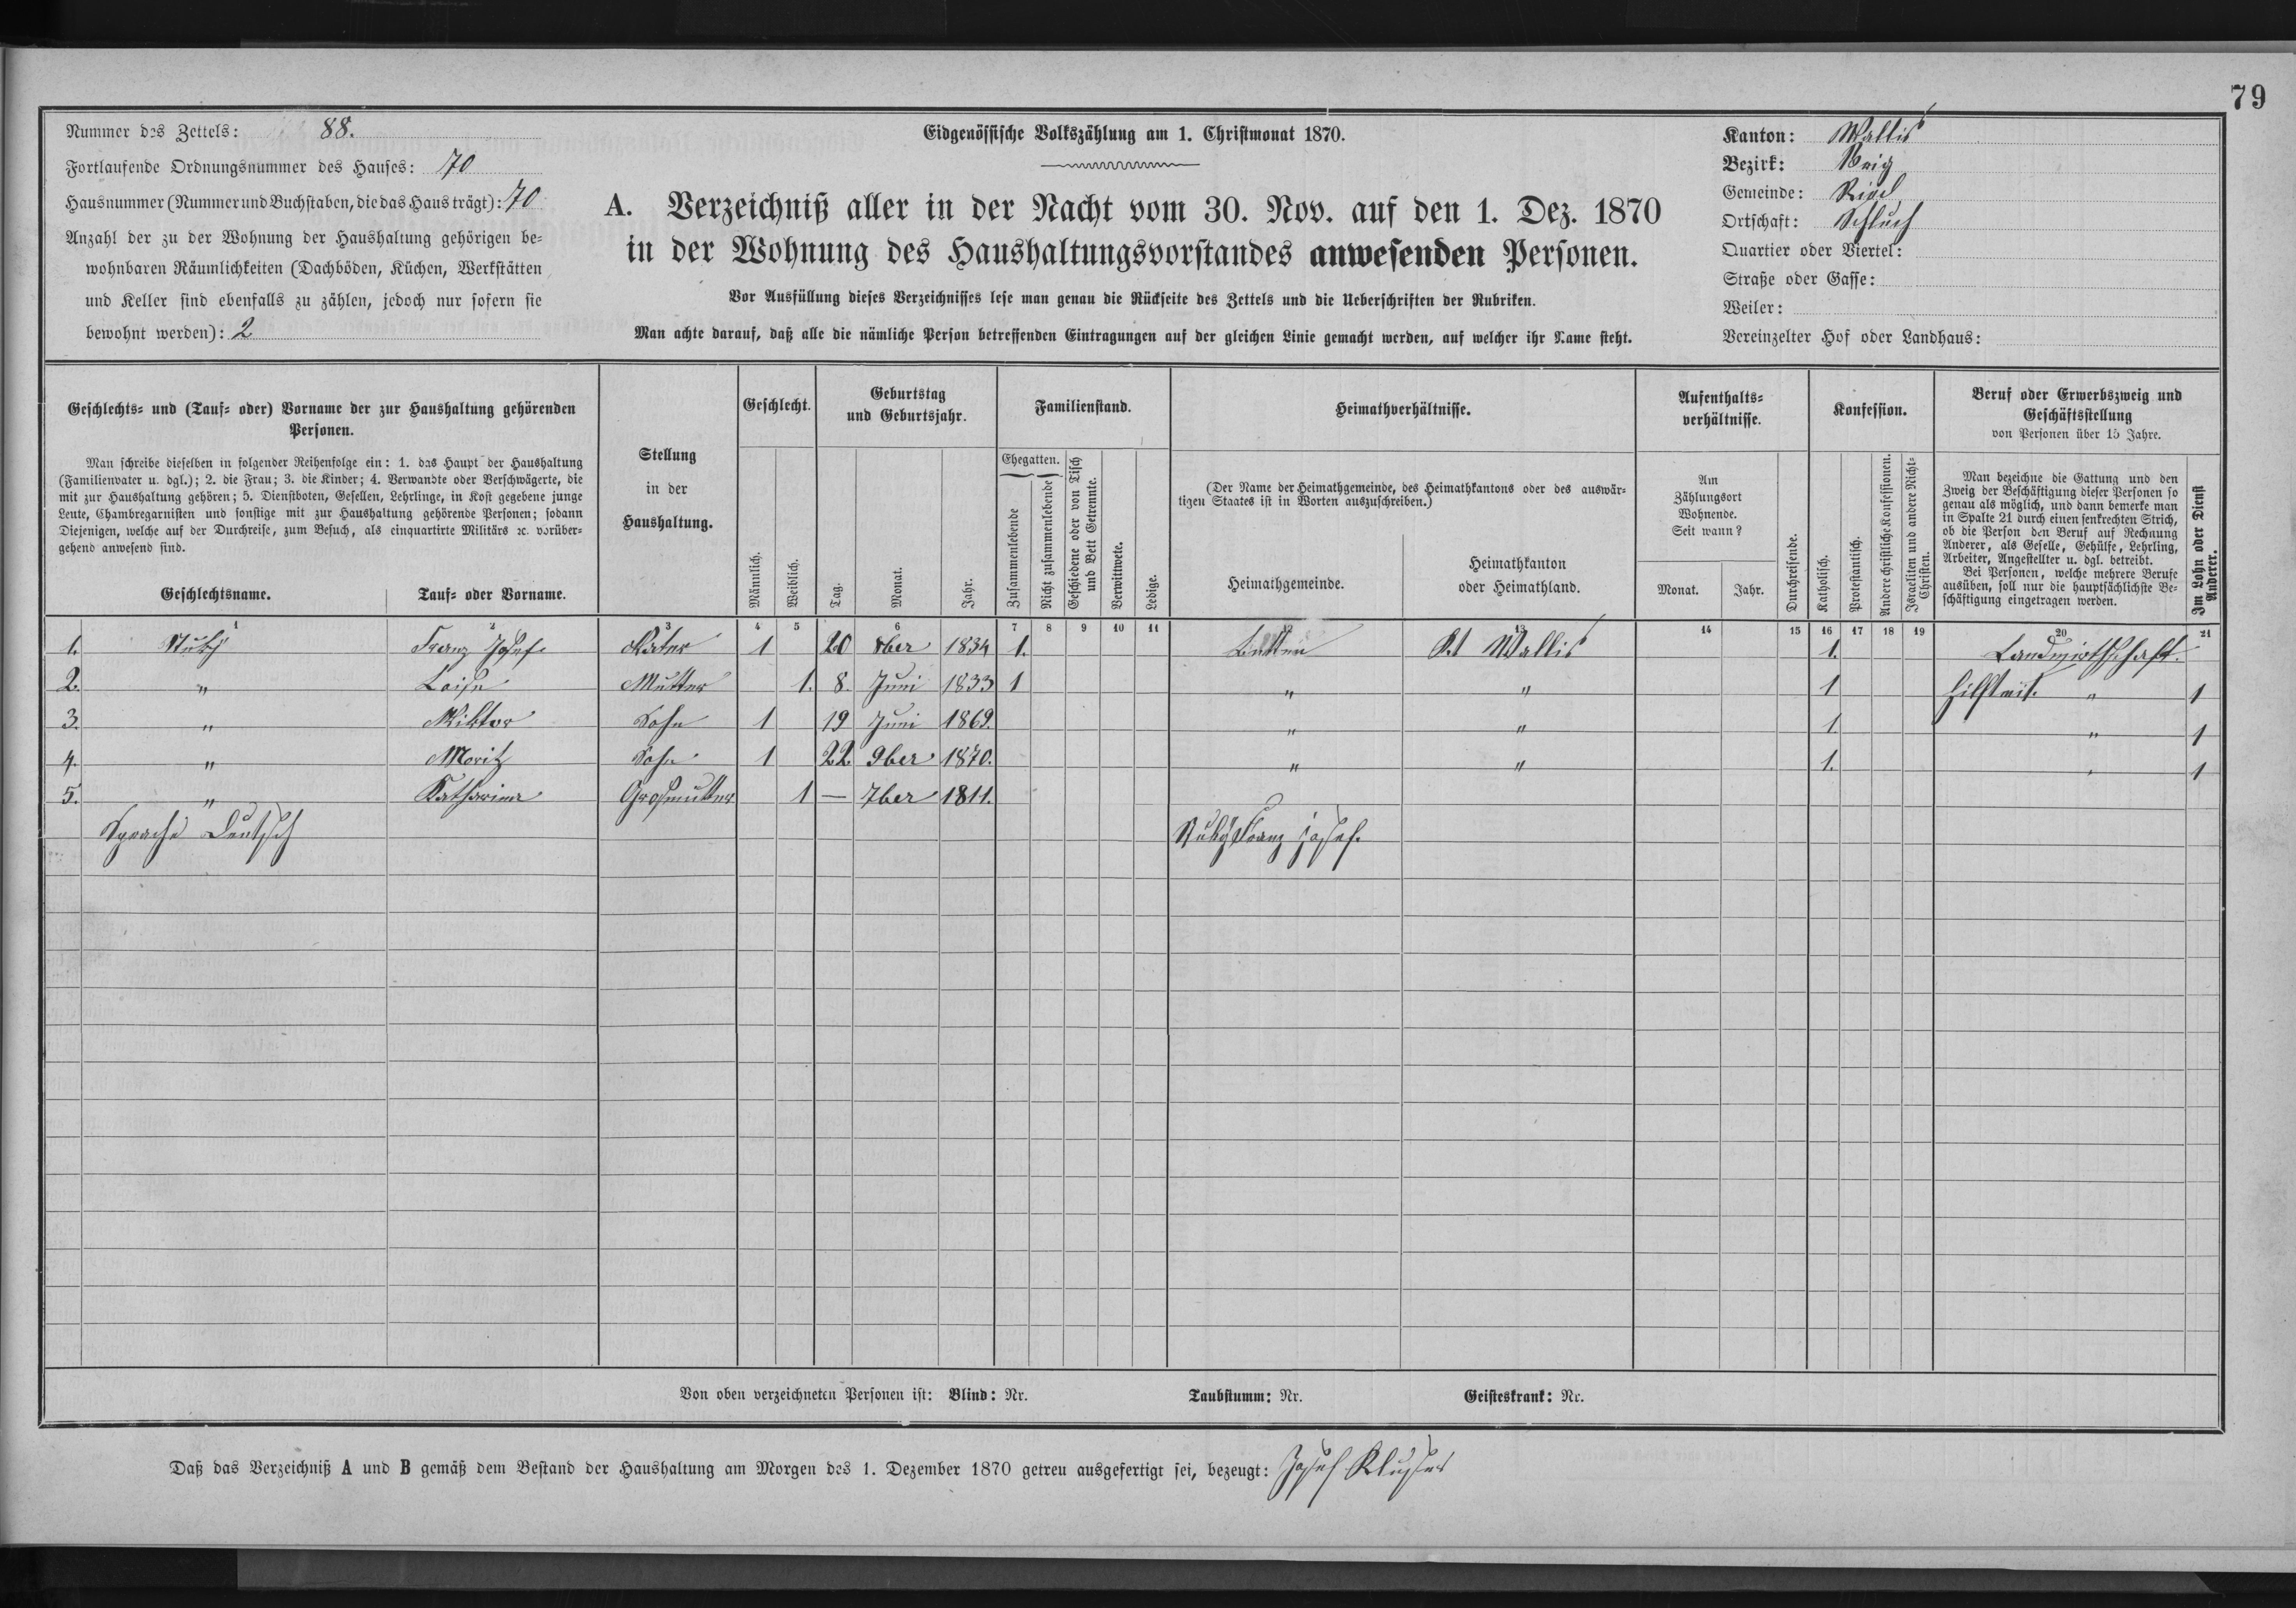 79
Nummer des Zettels: 88.
Fortlaufende Ordnungsnummer des Hauses: 70
Hausnummer (Nummer und Buchstaben, die das Haus trägt): 70
Anzahl der zu der Wohnung der Haushaltung gehörigen be=
wohnbaren Räumlichkeiten (Dachböden, Küchen, Werkstätten
und Keller sind ebenfalls zu zählen, jedoch nur sofern sie
bewohnt werden): 2
Eidgenössische Volkszählung am 1. Christmonat 1870.
A. Verzeichniß aller in der Nacht vom 30. Nov. auf den 1. Dez. 1870
in der Wohnung des Haushaltungsvorstandes anwesenden Personen.
Vor Ausfüllung dieses Verzeichnisses lese man genau die Rückseite des Zettels und die Ueberschriften der Rubriken.
Man achte darauf, daß alle die nämliche Person betreffenden Eintragungen auf der gleichen Linie gemacht werden, auf welcher ihr Name steht.
Kanton: Wallis
Bezirk: Brig
Gemeinde:
Ortschaft:
Quartier oder Viertel:
Straße oder Gasse:
Weiler:
Vereinzelter Hof oder Landhaus:
Geschlechts= und (Tauf= oder) Vorname der zur Haushaltung gehörenden
Personen.
Man schreibe dieselben in folgender Reihenfolge ein: 1. das Haupt der Haushaltung
(Familienvater u. dgl.); 2. die Frau; 3. die Kinder; 4. Verwandte oder Verschwägerte, die
mit zur Haushaltung gehören; 5. Dienstboten, Gesellen, Lehrlinge, in Kost gegebene junge
Leute, Chambregarnisten und sonstige mit zur Haushaltung gehörende Personen; sodann
Diejenigen, welche auf der Durchreise, zum Besuch, als einquartirte Militärs ꝛc. vorüber=
gehend anwesend sind.
Geschlechtsname. Tauf= oder Vorname.
Stellung
in der
Haushaltung.
Geschlecht.
Männlich.
Weiblich.
Geburtstag
und Geburtsjahr.
Tag.
Monat.
Jahr.
Familienstand.
Ehegatten.
Zusammenlebende
Nicht zusammenlebende
Geschiedene oder von Tisch
und Bett Getrennte.
Verwittwete.
Ledige.
Heimathverhältnisse.
(Der Name der Heimathgemeinde, des Heimathkantons oder des auswär=
tigen Staates ist in Worten auszuschreiben.)
Heimathgemeinde.
Heimathkanton
oder Heimathland.
Aufenthalts=
verhältnisse.
Am
Zählungsort
Wohnende.
Seit wann?
Monat. Jahr.
Durchreisende.
Konfession.
Katholisch.
Protestantisch.
Andere christliche Konfessionen.
Israeliten und andere Nicht=
Christen.
Beruf oder Erwerbszweig und
Geschäftsstellung
von Personen über 15 Jahre.
Man bezeichne die Gattung und den
Zweig der Beschäftigung dieser Personen so
genau als möglich, und dann bemerke man
in Spalte 21 durch einen senkrechten Strich,
ob die Person den Beruf auf Rechnung
Anderer, als Geselle, Gehülfe, Lehrling,
Arbeiter, Angestellter u. dgl. betreibt.
Bei Personen, welche mehrere Berufe
ausüben, soll nur die hauptsächlichste Be=
schäftigung eingetragen werden.
Im Lohn oder Dienst
Anderer.
1 2 3 4 5 6 7 8 9 10 11 12 13 14 15 16 17 18 19 20 21
1. Franz Josef Vater 1 20 8ber 1834 1. Kt Wallis 1. Landwirthschaft.
2. " Mutter 1. 8. Juni 1833 1 " " 1 " 1
3. " Viktor Sohn 1 19 Juni 1869. " " 1. " 1
4. " Moritz Sohn 1 22 9ber 1870. " " 1. " 1
5. " Katharina Großmutter 1 — 7ber 1811.
Sprache Deutsch Franz Josef.
Von oben verzeichneten Personen ist: Blind: Nr. Taubstumm: Nr. Geisteskrank: Nr.
Daß das Verzeichniß A und B gemäß dem Bestand der Haushaltung am Morgen des 1. Dezember 1870 getreu ausgefertigt sei, bezeugt: Josef